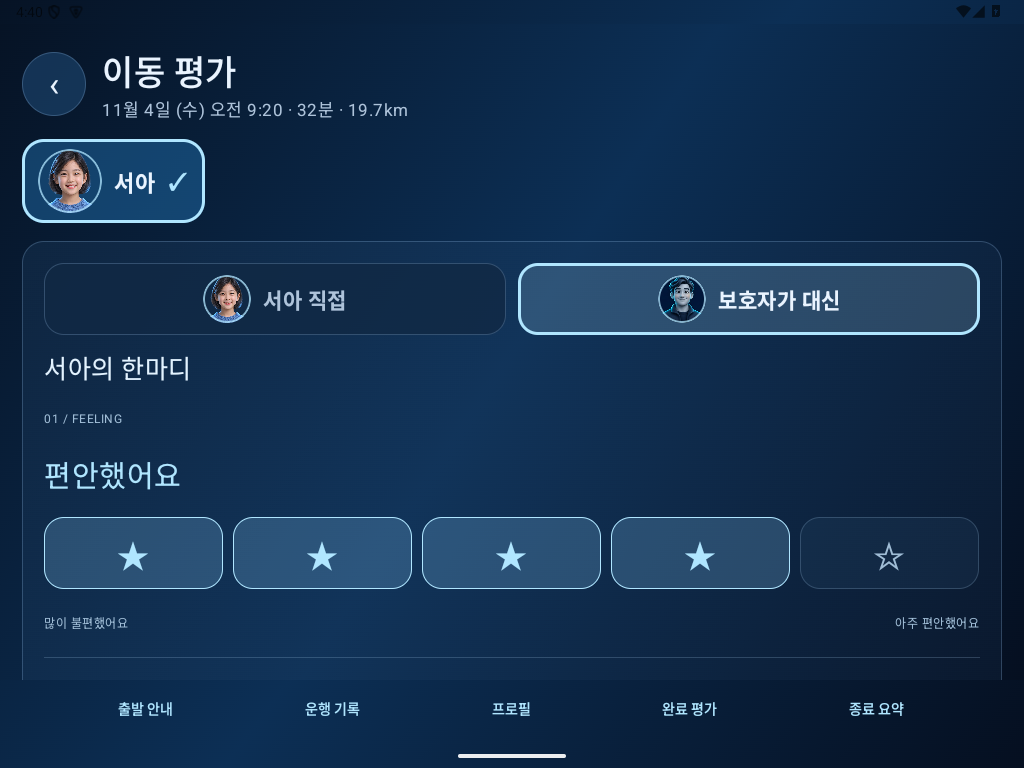 4:40
이동 평가
11월 4일 (수) 오전 9:20 · 32분 · 19.7km
서아 ✓
서아 직접
보호자가 대신
서아의 한마디
01 / FEELING
편안했어요
★ ★ ★ ★ ☆
많이 불편했어요
아주 편안했어요
출발 안내
운행 기록
프로필
완료 평가
종료 요약